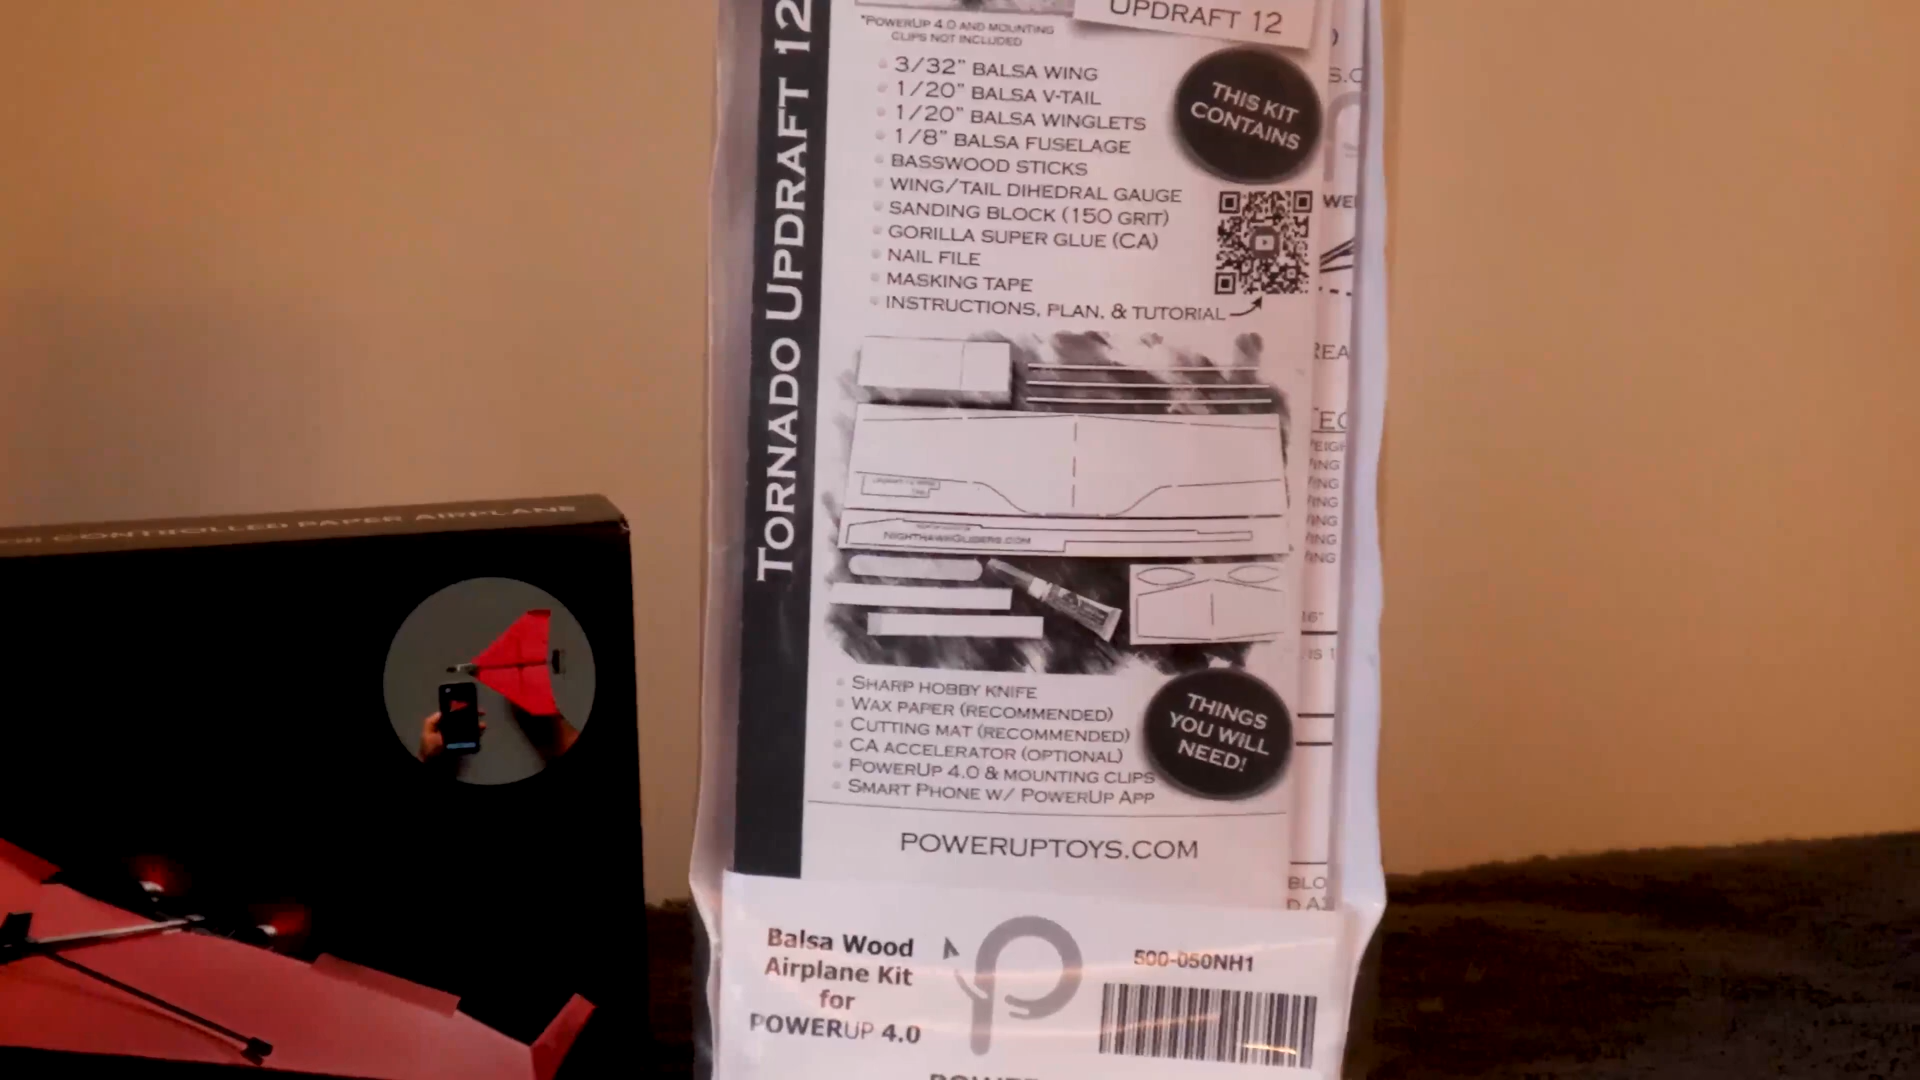 UPDRAFT 12
*POWERUP 4.0 AND MOUNTING
CLIPS NOT INCLUDED
TORNADO UPDRAFT 12
THIS KIT
CONTAINS
3/32" BALSA WING
1/20" BALSA V-TAIL
1/20" BALSA WINGLETS
1/8" BALSA FUSELAGE
BASSWOOD STICKS
WING/TAIL DIHEDRAL GAUGE
SANDING BLOCK (150 GRIT)
GORILLA SUPER GLUE (CA)
NAIL FILE
MASKING TAPE
INSTRUCTIONS, PLAN, & TUTORIAL
NIGHTHAWKGLIDERS.COM
THINGS
YOU WILL
NEED!
SHARP HOBBY KNIFE
WAX PAPER (RECOMMENDED)
CUTTING MAT (RECOMMENDED)
CA ACCELERATOR (OPTIONAL)
POWERUP 4.0 & MOUNTING CLIPS
SMART PHONE W/ POWERUP APP
POWERUPTOYS.COM
Balsa Wood
Airplane Kit
for
POWERUP 4.0
500-050NH1
CONTROLLED PAPER AIRPLANE